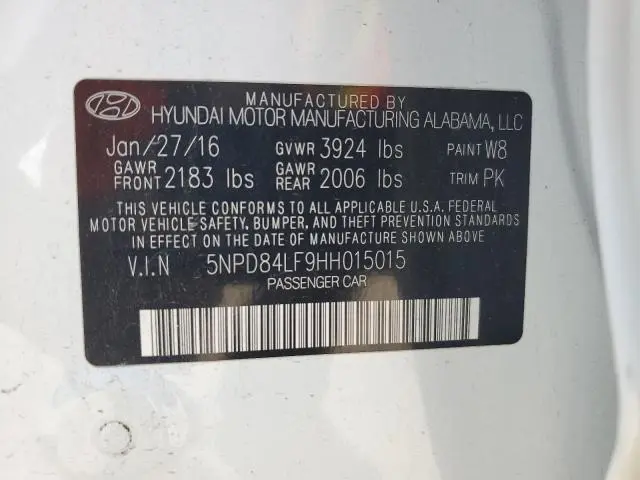 MANUFACTURED BY
HYUNDAI MOTOR MANUFACTURING ALABAMA, LLC
Jan/27/16 GVWR 3924 lbs PAINT W8
GAWR FRONT 2183 lbs GAWR REAR 2006 lbs TRIM PK
THIS VEHICLE CONFORMS TO ALL APPLICABLE U.S.A. FEDERAL
MOTOR VEHICLE SAFETY, BUMPER, AND THEFT PREVENTION STANDARDS
IN EFFECT ON THE DATE OF MANUFACTURE SHOWN ABOVE.
V.I.N 5NPD84LF9HH015015
PASSENGER CAR